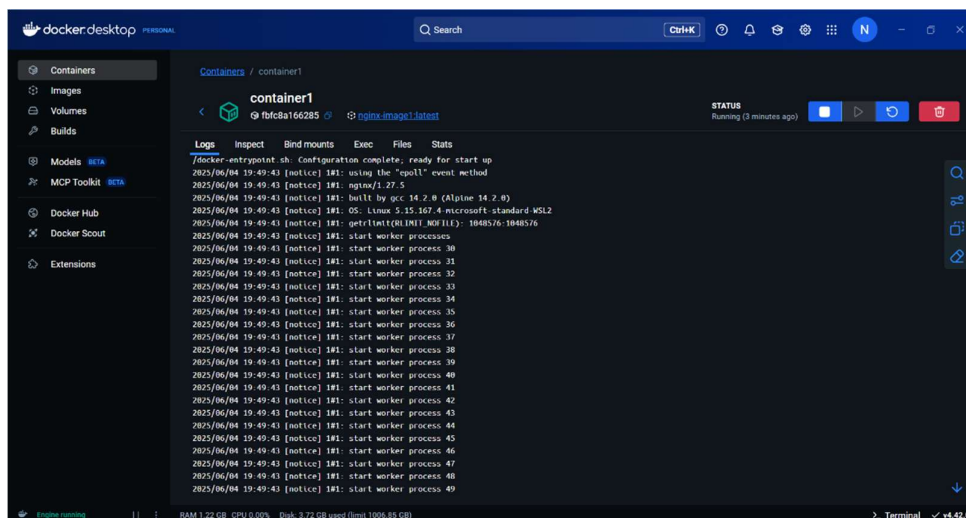 docker.desktop PERSONAL
Search
Ctrl+K
N
Containers
Images
Volumes
Builds
Models BETA
MCP Toolkit BETA
Docker Hub
Docker Scout
Extensions
Containers / container1
container1
fbfc8a166285 nginx-image1:latest
STATUS
Running (3 minutes ago)
Logs Inspect Bind mounts Exec Files Stats
/docker-entrypoint.sh: Configuration complete; ready for start up
2025/06/04 19:49:43 [notice] 1#1: using the "epoll" event method
2025/06/04 19:49:43 [notice] 1#1: nginx/1.27.5
2025/06/04 19:49:43 [notice] 1#1: built by gcc 14.2.0 (Alpine 14.2.0)
2025/06/04 19:49:43 [notice] 1#1: OS: Linux 5.15.167.4-microsoft-standard-WSL2
2025/06/04 19:49:43 [notice] 1#1: getrlimit(RLIMIT_NOFILE): 1048576:1048576
2025/06/04 19:49:43 [notice] 1#1: start worker processes
2025/06/04 19:49:43 [notice] 1#1: start worker process 30
2025/06/04 19:49:43 [notice] 1#1: start worker process 31
2025/06/04 19:49:43 [notice] 1#1: start worker process 32
2025/06/04 19:49:43 [notice] 1#1: start worker process 33
2025/06/04 19:49:43 [notice] 1#1: start worker process 34
2025/06/04 19:49:43 [notice] 1#1: start worker process 35
2025/06/04 19:49:43 [notice] 1#1: start worker process 36
2025/06/04 19:49:43 [notice] 1#1: start worker process 37
2025/06/04 19:49:43 [notice] 1#1: start worker process 38
2025/06/04 19:49:43 [notice] 1#1: start worker process 39
2025/06/04 19:49:43 [notice] 1#1: start worker process 40
2025/06/04 19:49:43 [notice] 1#1: start worker process 41
2025/06/04 19:49:43 [notice] 1#1: start worker process 42
2025/06/04 19:49:43 [notice] 1#1: start worker process 43
2025/06/04 19:49:43 [notice] 1#1: start worker process 44
2025/06/04 19:49:43 [notice] 1#1: start worker process 45
2025/06/04 19:49:43 [notice] 1#1: start worker process 46
2025/06/04 19:49:43 [notice] 1#1: start worker process 47
2025/06/04 19:49:43 [notice] 1#1: start worker process 48
2025/06/04 19:49:43 [notice] 1#1: start worker process 49
Engine running
RAM 1.22 GB CPU 0.00% Disk: 3.72 GB used (limit 1006.85 GB)
Terminal
v4.42.